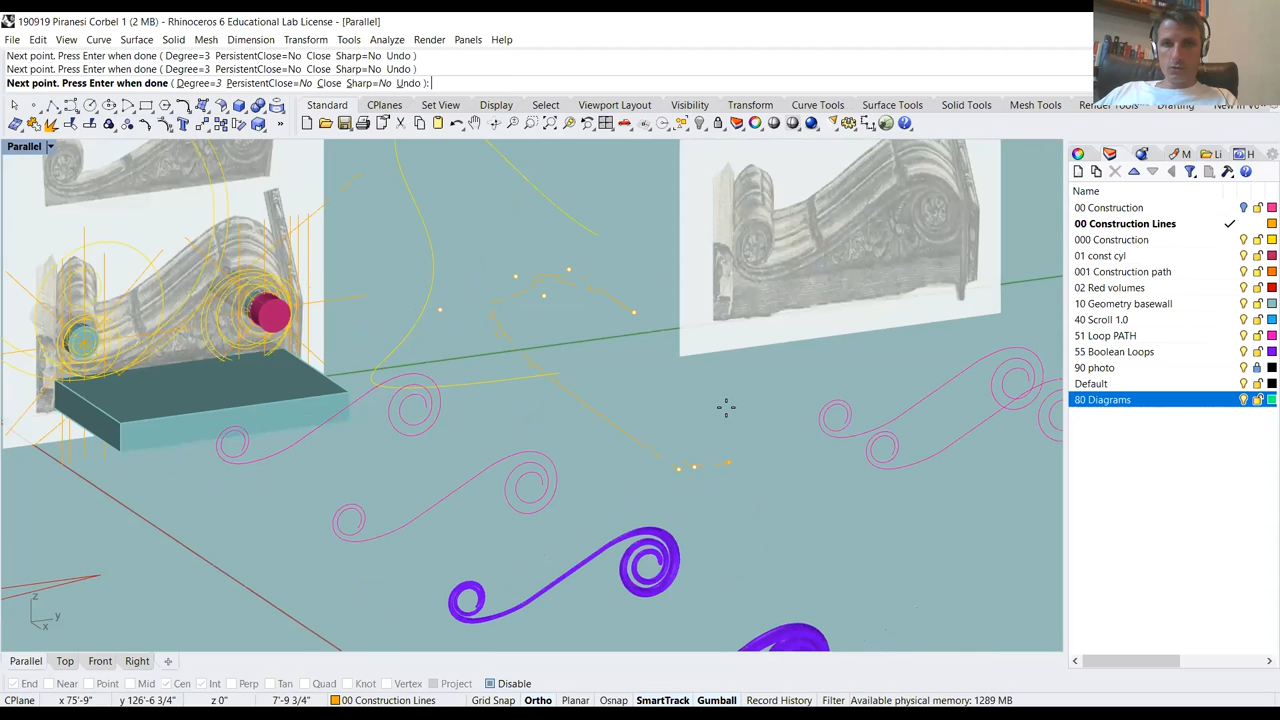 190919 Piranesi Corbel 1 (2 MB) - Rhinoceros 6 Educational Lab License - [Parallel]
File Edit View Curve Surface Solid Mesh Dimension Transform Tools Analyze Render Panels Help
Next point. Press Enter when done ( Degree=3 PersistentClose=No Close Sharp=No Undo )
Next point. Press Enter when done ( Degree=3 PersistentClose=No Close Sharp=No Undo )
Next point. Press Enter when done ( Degree=3 PersistentClose=No Close Sharp=No Undo ):
Standard CPlanes Set View Display Select Viewport Layout Visibility Transform Curve Tools Surface Tools Solid Tools Mesh Tools Render Tools Drafting New in V
Parallel
M Li H
Name
00 Construction
00 Construction Lines
000 Construction
01 const cyl
001 Construction path
02 Red volumes
10 Geometry basewall
40 Scroll 1.0
51 Loop PATH
55 Boolean Loops
90 photo
Default
80 Diagrams
z
y
x
Parallel Top Front Right
End Near Point Mid Cen Int Perp Tan Quad Knot Vertex Project Disable
CPlane x 75'-9" y 126'-6 3/4" z 0" 7'-9 3/4" 00 Construction Lines Grid Snap Ortho Planar Osnap SmartTrack Gumball Record History Filter Available physical memory: 1289 MB